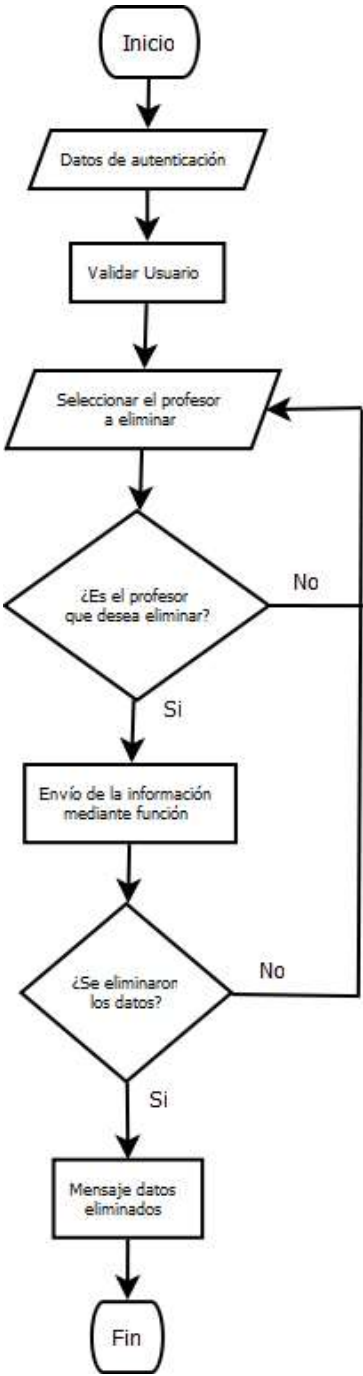 Inicio
Datos de autenticación
Validar Usuario
Seleccionar el profesor
a eliminar
¿Es el profesor
que desea eliminar?
No
Si
Envío de la información
mediante función
¿Se eliminaron
los datos?
No
Si
Mensaje datos
eliminados
Fin